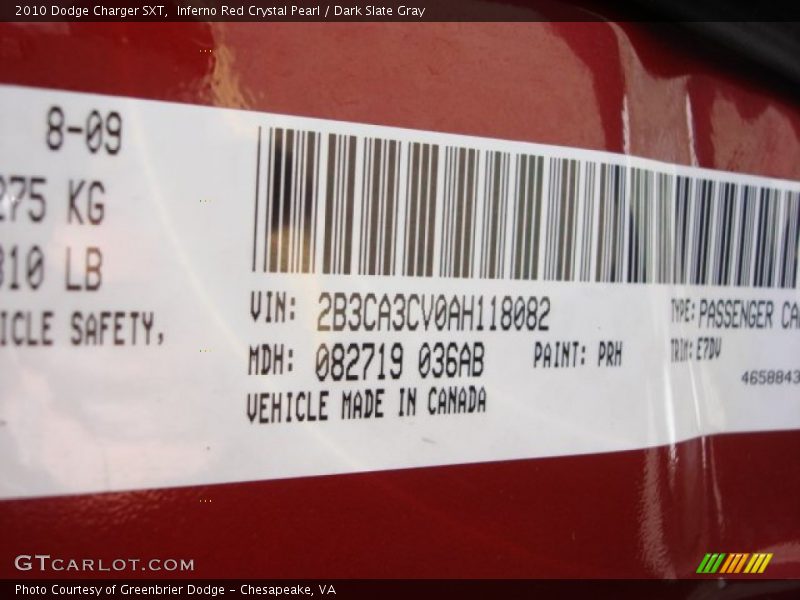 2010 Dodge Charger SXT, Inferno Red Crystal Pearl / Dark Slate Gray
8-09
275 KG
310 LB
ICLE SAFETY,
VIN: 2B3CA3CV0AH118082
TYPE: PASSENGER CA
MDH: 082719 036AB
PAINT: PRH
TRIM: E7DV
VEHICLE MADE IN CANADA
4658843
GTCARLOT.COM
Photo Courtesy of Greenbrier Dodge - Chesapeake, VA